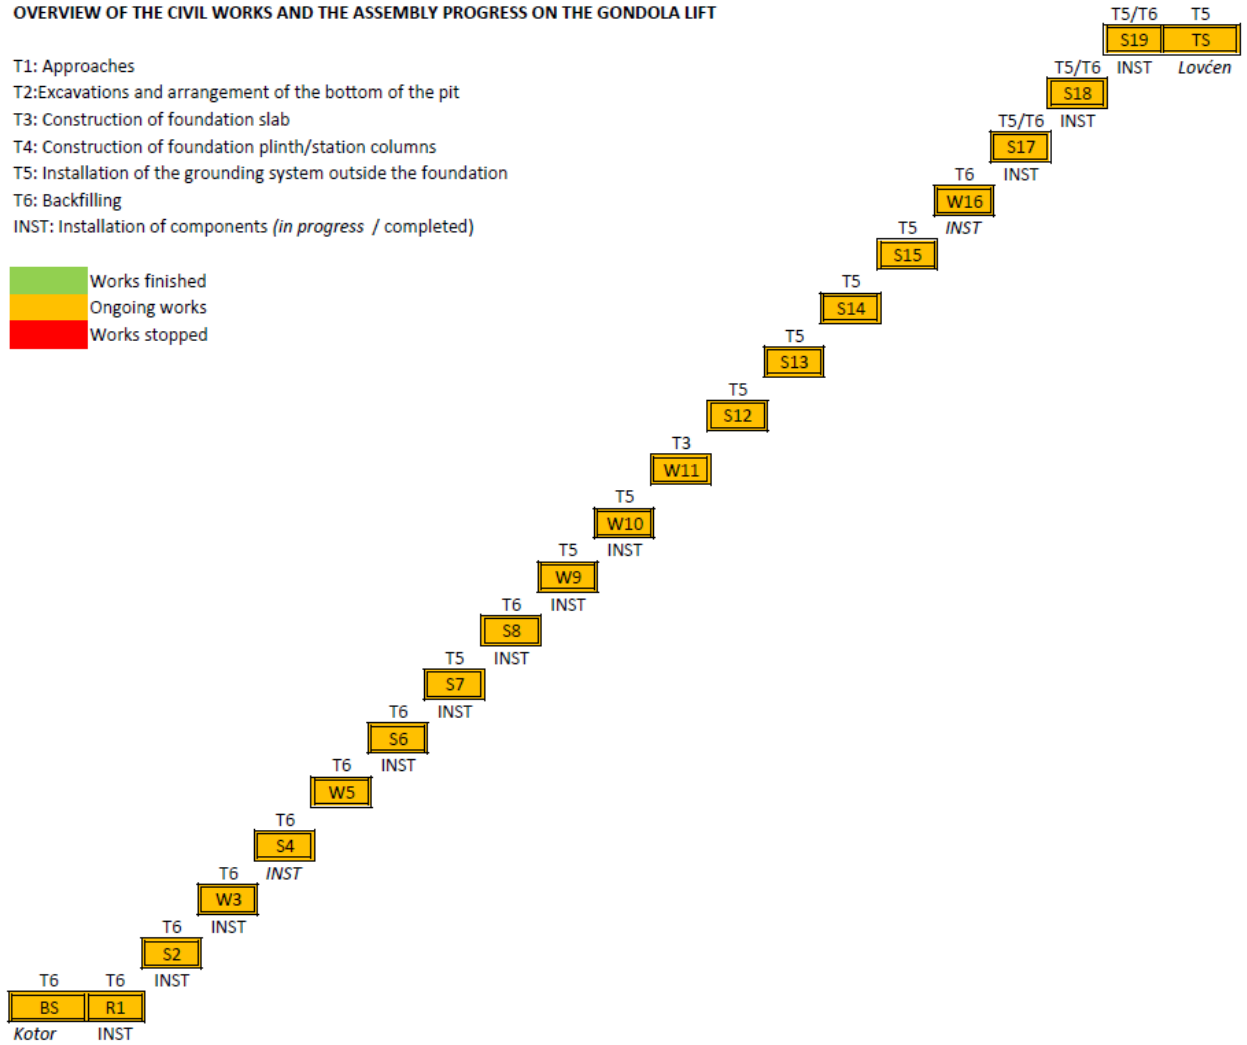 OVERVIEW OF THE CIVIL WORKS AND THE ASSEMBLY PROGRESS ON THE GONDOLA LIFT
T1: Approaches
T2:Excavations and arrangement of the bottom of the pit
T3: Construction of foundation slab
T4: Construction of foundation plinth/station columns
T5: Installation of the grounding system outside the foundation
T6: Backfilling
INST: Installation of components (in progress / completed)
Works finished
Ongoing works
Works stopped
T5/T6 T5
S19 TS
INST Lovćen
T5/T6
S18
INST
T5/T6
S17
INST
T6
W16
INST
T5
S15
T5
S14
T5
S13
T5
S12
T3
W11
T5
W10
INST
T5
W9
INST
T6
S8
INST
T5
S7
INST
T6
S6
INST
T6
W5
T6
S4
INST
T6
W3
INST
T6
S2
INST
T6 T6
BS R1
Kotor INST